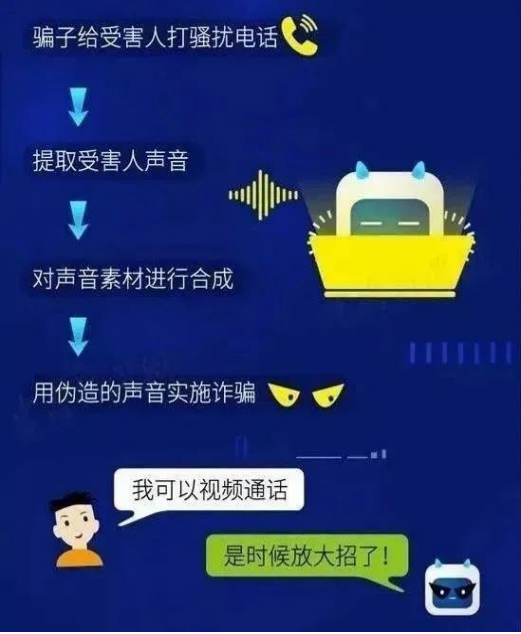 骗子给受害人打骚扰电话
提取受害人声音
对声音素材进行合成
用伪造的声音实施诈骗
我可以视频通话
是时候放大招了！